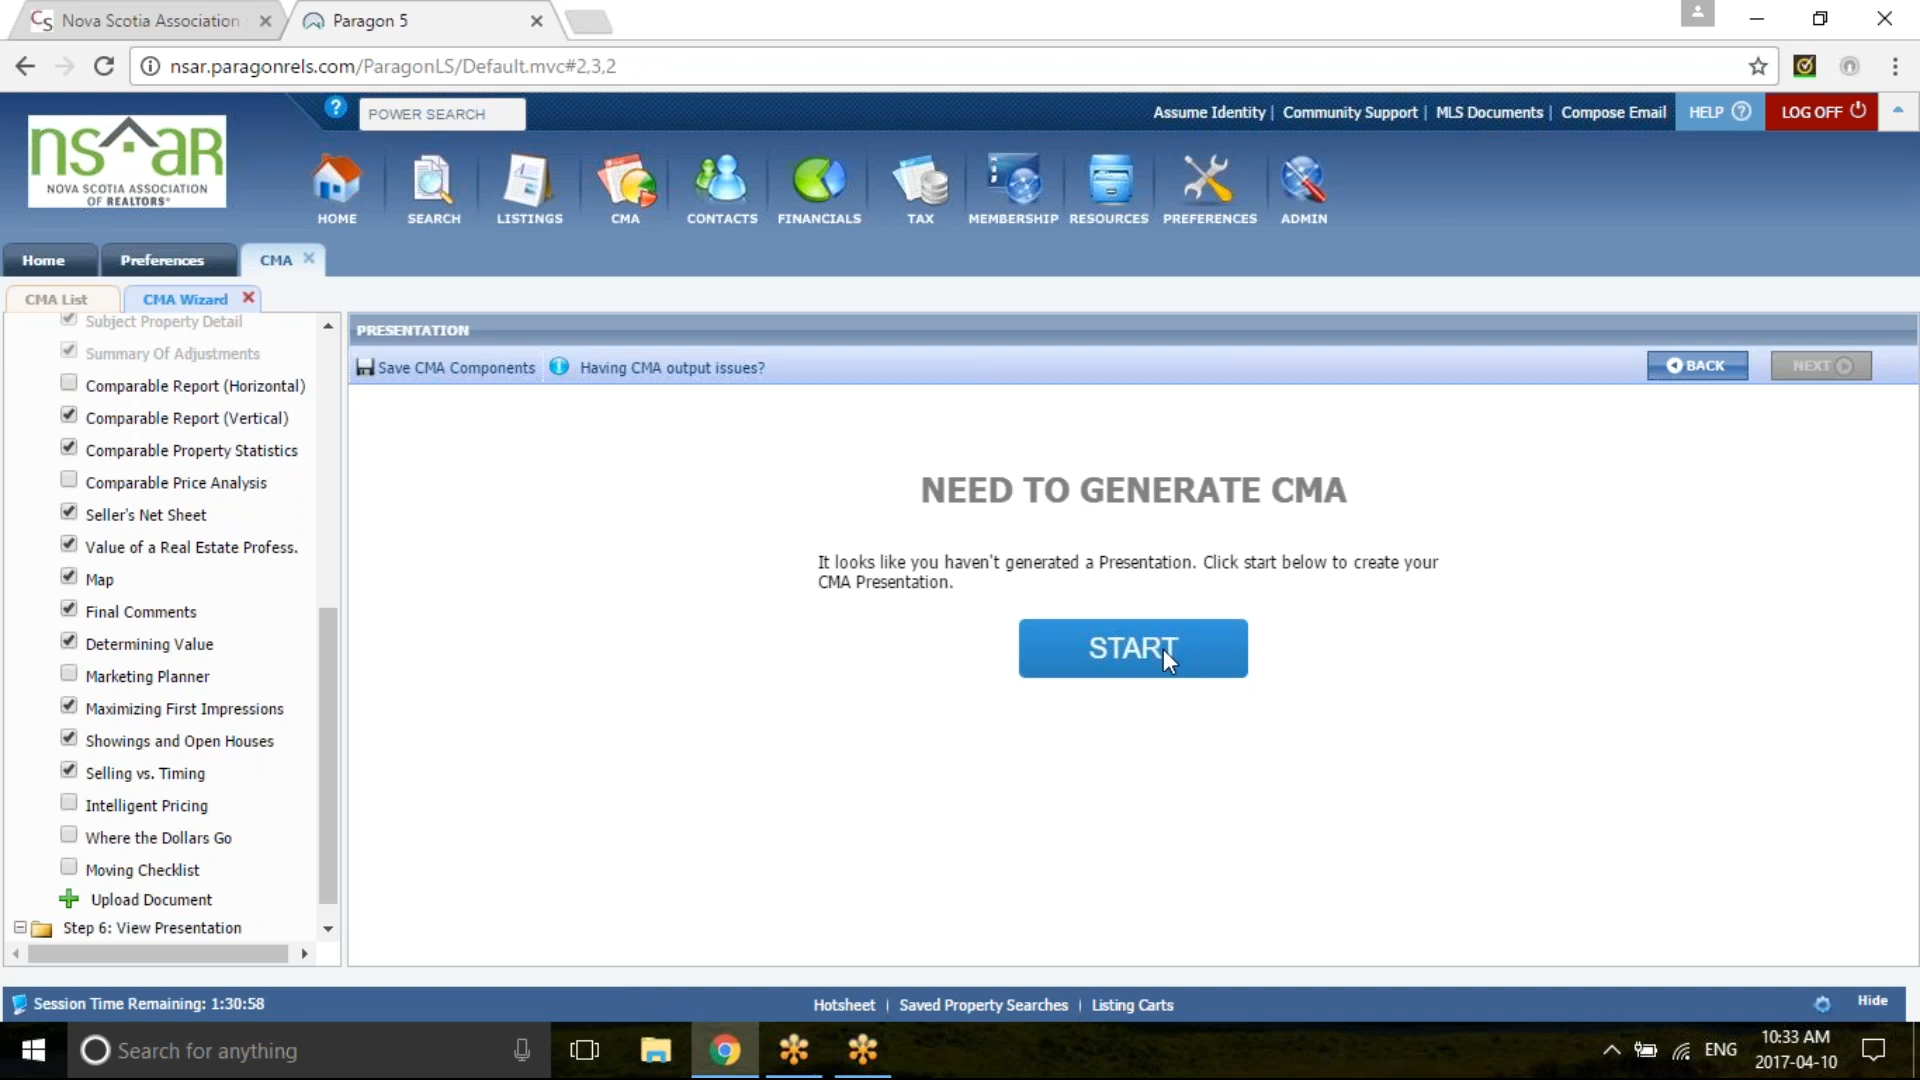 Nova Scotia Association
Paragon 5
nsar.paragonrels.com/ParagonLS/Default.mvc#2,3,2
nsar
NOVA SCOTIA ASSOCIATION
OF REALTORS®
POWER SEARCH
Assume Identity | Community Support | MLS Documents | Compose Email
HELP
LOG OFF
HOME
SEARCH
LISTINGS
CMA
CONTACTS
FINANCIALS
TAX
MEMBERSHIP
RESOURCES
PREFERENCES
ADMIN
Home
Preferences
CMA
CMA List
CMA Wizard
Subject Property Detail
Summary Of Adjustments
Comparable Report (Horizontal)
Comparable Report (Vertical)
Comparable Property Statistics
Comparable Price Analysis
Seller's Net Sheet
Value of a Real Estate Profess.
Map
Final Comments
Determining Value
Marketing Planner
Maximizing First Impressions
Showings and Open Houses
Selling vs. Timing
Intelligent Pricing
Where the Dollars Go
Moving Checklist
Upload Document
Step 6: View Presentation
PRESENTATION
Save CMA Components
Having CMA output issues?
BACK
NEXT
NEED TO GENERATE CMA
It looks like you haven't generated a Presentation. Click start below to create your
CMA Presentation.
START
Session Time Remaining: 1:30:58
Hotsheet | Saved Property Searches | Listing Carts
Hide
Search for anything
ENG
10:33 AM
2017-04-10